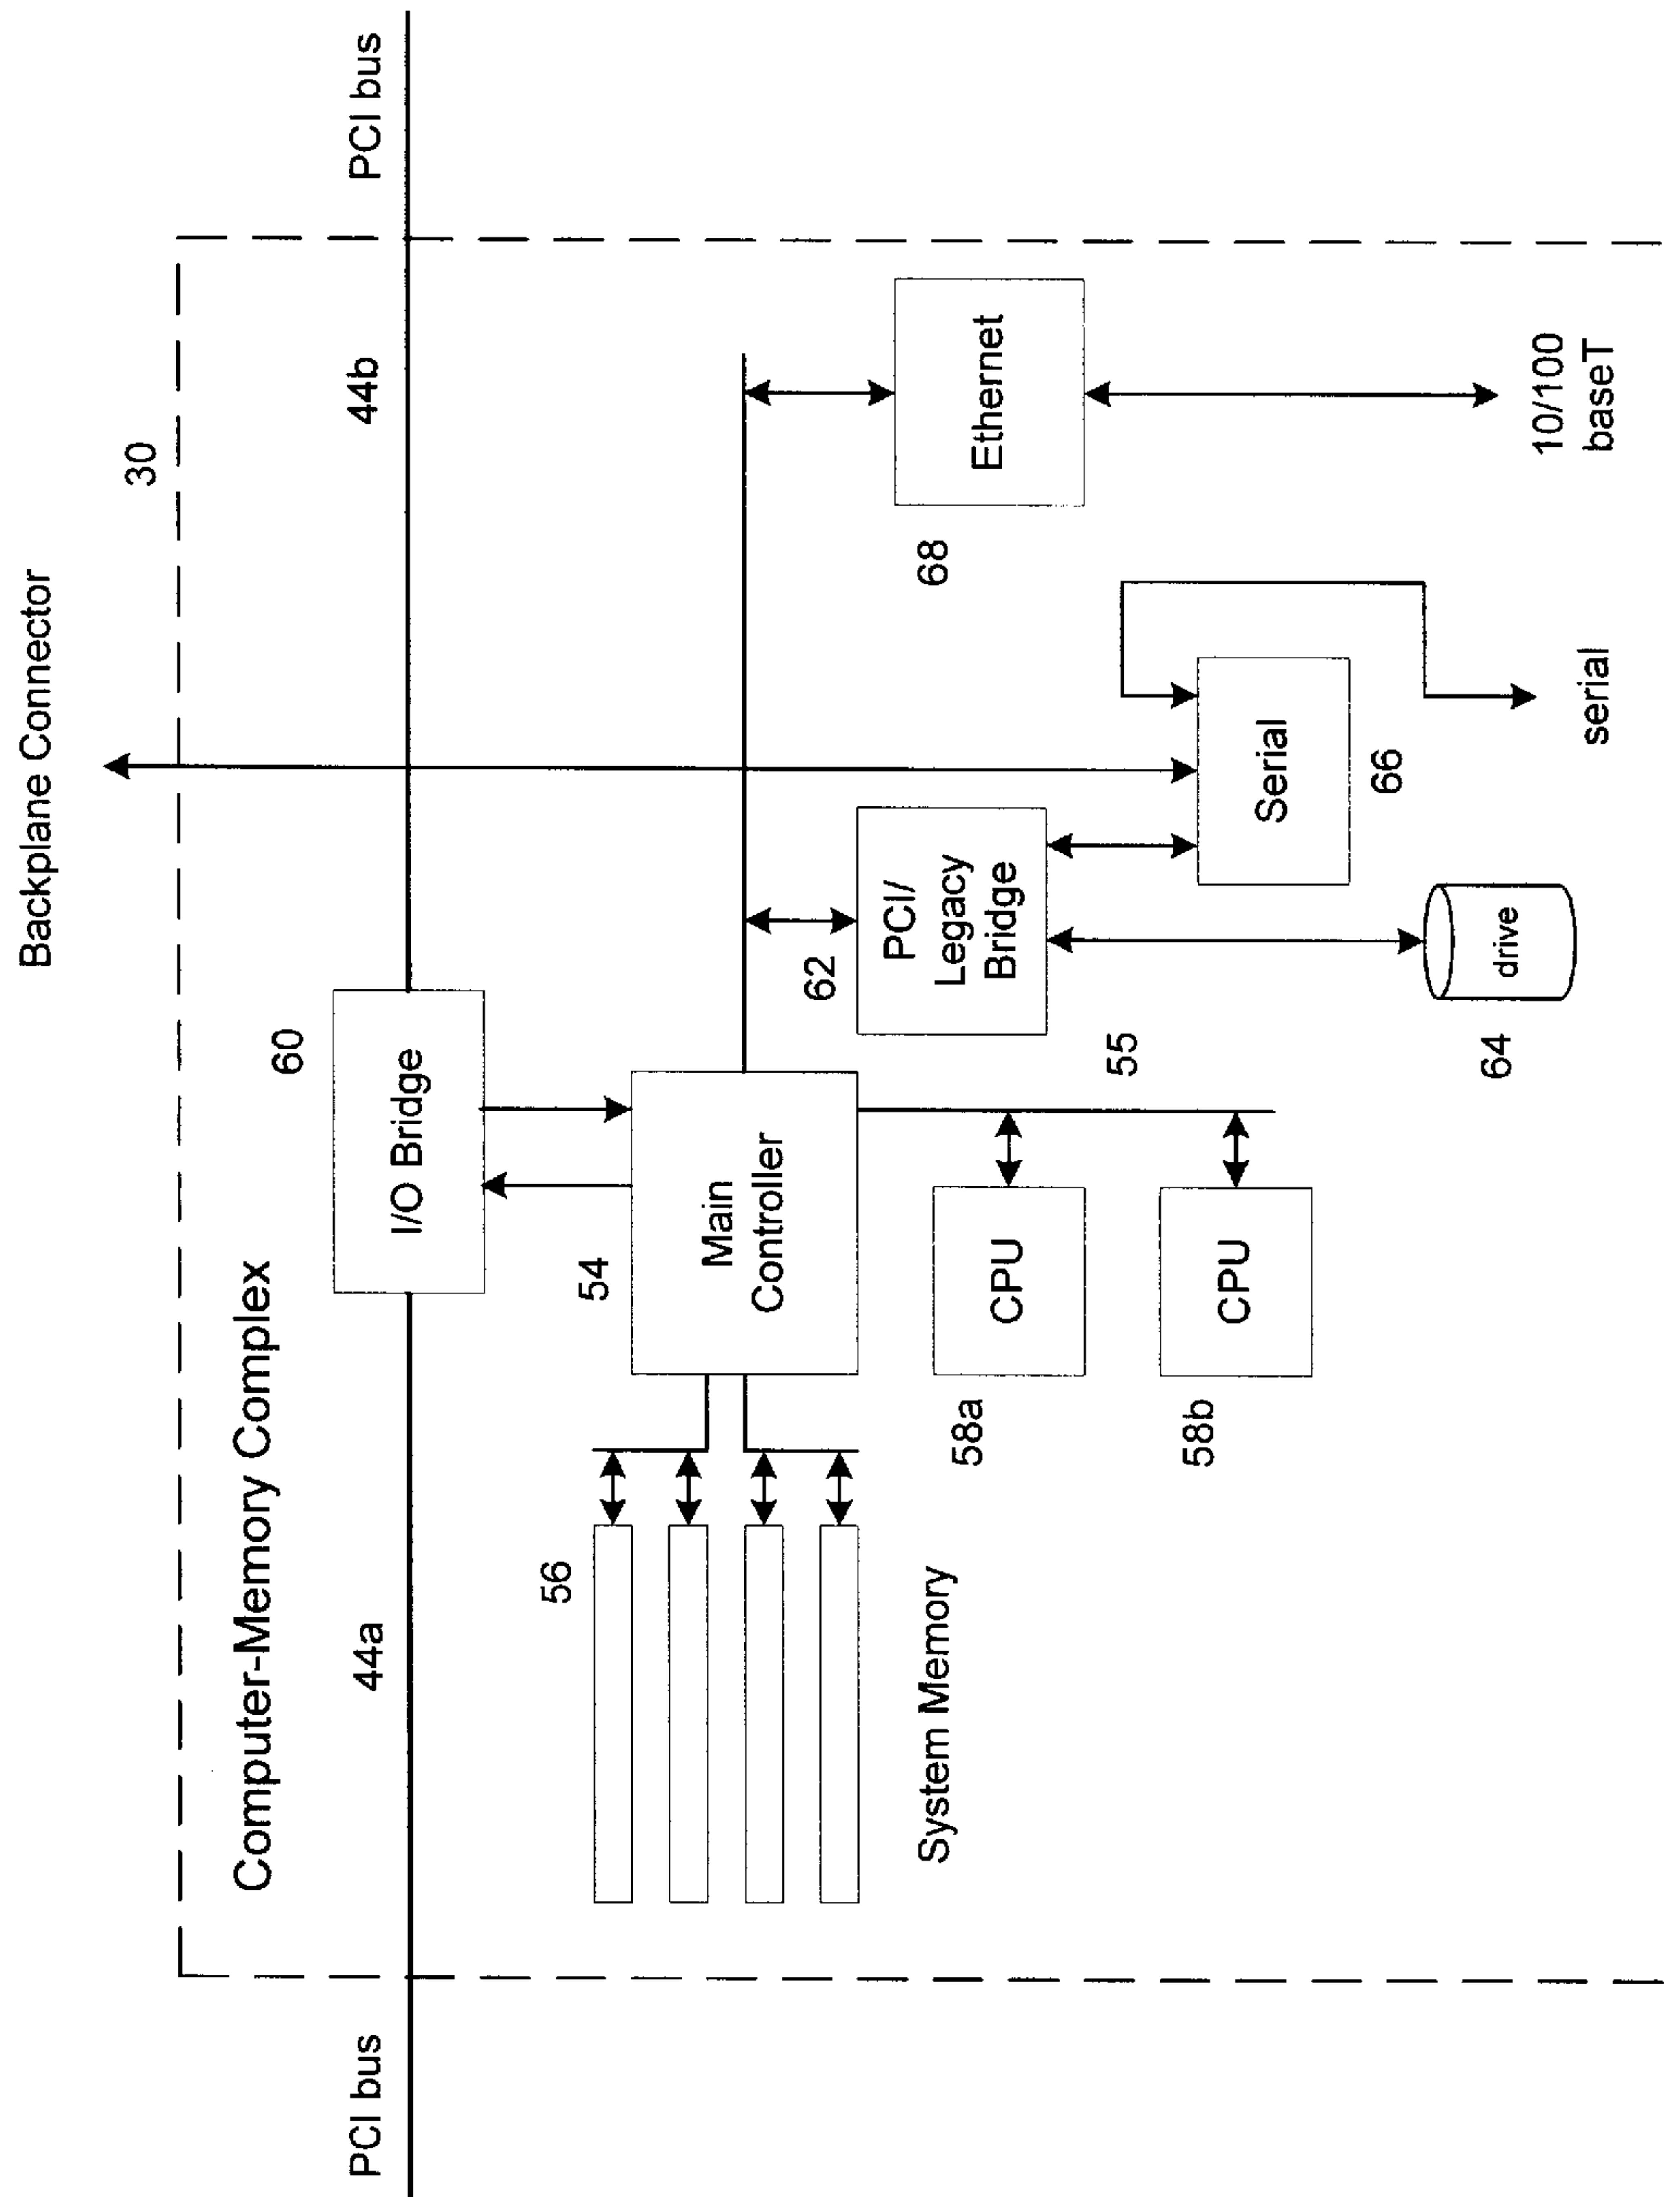 Backplane Connector
30
PCI bus
44a
Computer-Memory Complex
60
I/O Bridge
44b
PCI bus
56
System Memory
54
Main
Controller
58a
CPU
58b
CPU
55
62
PCI/
Legacy
Bridge
64
drive
Serial
66
serial
68
Ethernet
10/100
baseT